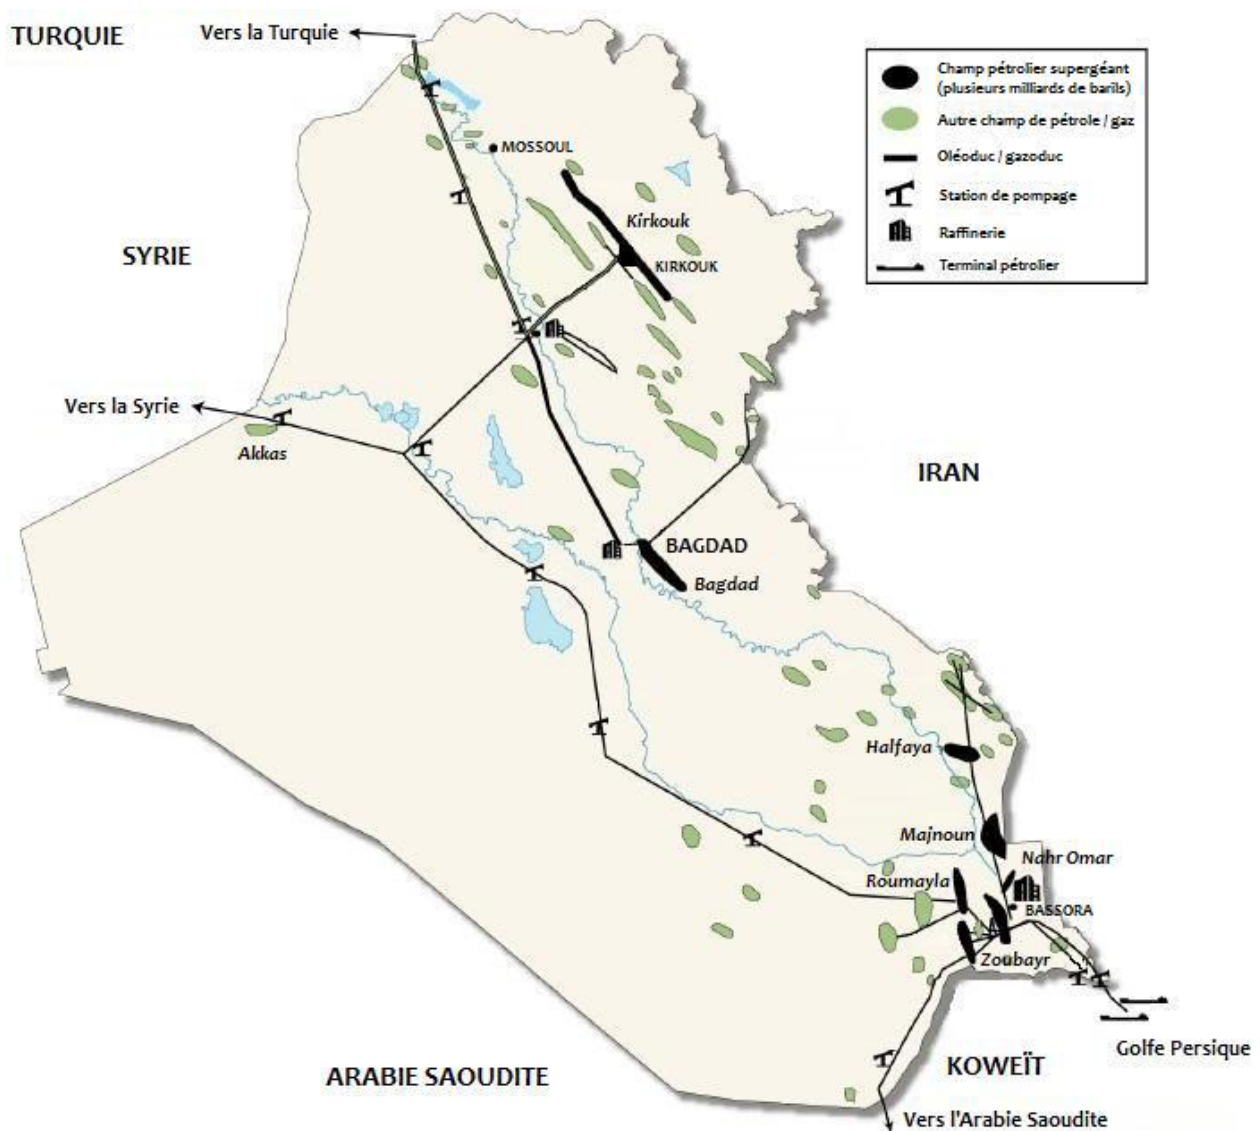 TURQUIE
Vers la Turquie
Champ pétrolier supergéant
(plusieurs milliards de barils)
Autre champ de pétrole / gaz
Oléoduc / gazoduc
Station de pompage
Raffinerie
Terminal pétrolier
MOSSOUL
Kirkouk
KIRKOUK
SYRIE
Vers la Syrie
Akkas
IRAN
BAGDAD
Bagdad
Halfaya
Majnoun
Nahr Omar
Roumayla
BASSORA
Zoubayr
Golfe Persique
KOWEÏT
ARABIE SAOUDITE
Vers l'Arabie Saoudite